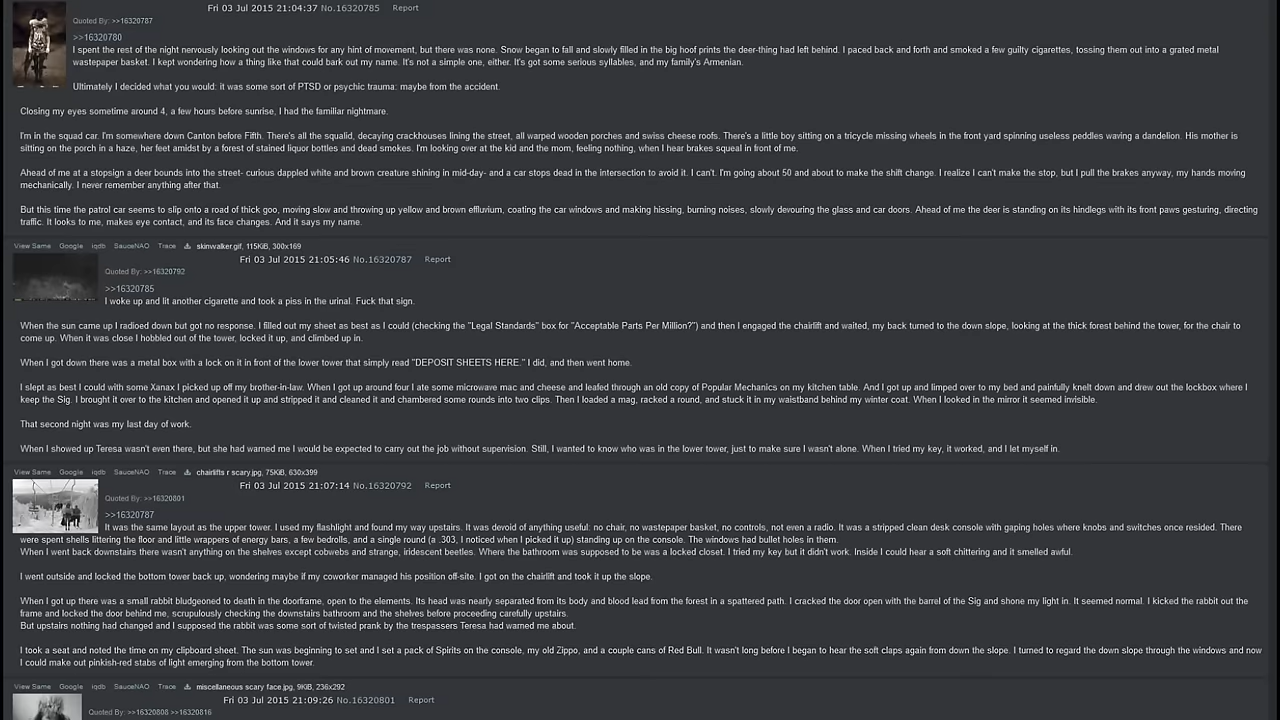 Fri 03 Jul 2015 21:04:37 No.16320785 Report
Quoted By: >>16320787
>>16320780
I spent the rest of the night nervously looking out the windows for any hint of movement, but there was none. Snow began to fall and slowly filled in the big hoof prints the deer-thing had left behind. I paced back and forth and smoked a few guilty cigarettes, tossing them out into a grated metal
wastepaper basket. I kept wondering how a thing like that could bark out my name. It's not a simple one, either. It's got some serious syllables, and my family's Armenian.
Ultimately I decided what you would: it was some sort of PTSD or psychic trauma: maybe from the accident.
Closing my eyes sometime around 4, a few hours before sunrise, I had the familiar nightmare.
I'm in the squad car. I'm somewhere down Canton before Fifth. There's all the squalid, decaying crackhouses lining the street, all warped wooden porches and swiss cheese roofs. There's a little boy sitting on a tricycle missing wheels in the front yard spinning useless peddles waving a dandelion. His mother is
sitting on the porch in a haze, her feet amidst by a forest of stained liquor bottles and dead smokes. I'm looking over at the kid and the mom, feeling nothing, when I hear brakes squeal in front of me.
Ahead of me at a stopsign a deer bounds into the street- curious dappled white and brown creature shining in mid-day- and a car stops dead in the intersection to avoid it. I can't. I'm going about 50 and about to make the shift change. I realize I can't make the stop, but I pull the brakes anyway, my hands moving
mechanically. I never remember anything after that.
But this time the patrol car seems to slip onto a road of thick goo, moving slow and throwing up yellow and brown effluvium, coating the car windows and making hissing, burning noises, slowly devouring the glass and car doors. Ahead of me the deer is standing on its hindlegs with its front paws gesturing, directing
traffic. It looks to me, makes eye contact, and its face changes. And it says my name.
View Same Google iqdb SauceNAO Trace skinwalker.gif, 115KiB, 300x169
Fri 03 Jul 2015 21:05:46 No.16320787 Report
Quoted By: >>16320792
>>16320785
I woke up and lit another cigarette and took a piss in the urinal. Fuck that sign.
When the sun came up I radioed down but got no response. I filled out my sheet as best as I could (checking the "Legal Standards" box for "Acceptable Parts Per Million?") and then I engaged the chairlift and waited, my back turned to the down slope, looking at the thick forest behind the tower, for the chair to
come up. When it was close I hobbled out of the tower, locked it up, and climbed up in.
When I got down there was a metal box with a lock on it in front of the lower tower that simply read "DEPOSIT SHEETS HERE." I did, and then went home.
I slept as best I could with some Xanax I picked up off my brother-in-law. When I got up around four I ate some microwave mac and cheese and leafed through an old copy of Popular Mechanics on my kitchen table. And I got up and limped over to my bed and painfully knelt down and drew out the lockbox where I
keep the Sig. I brought it over to the kitchen and opened it up and stripped it and cleaned it and chambered some rounds into two clips. Then I loaded a mag, racked a round, and stuck it in my waistband behind my winter coat. When I looked in the mirror it seemed invisible.
That second night was my last day of work.
When I showed up Teresa wasn't even there, but she had warned me I would be expected to carry out the job without supervision. Still, I wanted to know who was in the lower tower, just to make sure I wasn't alone. When I tried my key, it worked, and I let myself in.
View Same Google iqdb SauceNAO Trace chairlifts r scary.jpg, 75KiB, 630x399
Fri 03 Jul 2015 21:07:14 No.16320792 Report
Quoted By: >>16320801
>>16320787
It was the same layout as the upper tower. I used my flashlight and found my way upstairs. It was devoid of anything useful: no chair, no wastepaper basket, no controls, not even a radio. It was a stripped clean desk console with gaping holes where knobs and switches once resided. There
were spent shells littering the floor and little wrappers of energy bars, a few bedrolls, and a single round (a .303, I noticed when I picked it up) standing up on the console. The windows had bullet holes in them.
When I went back downstairs there wasn't anything on the shelves except cobwebs and strange, iridescent beetles. Where the bathroom was supposed to be was a locked closet. I tried my key but it didn't work. Inside I could hear a soft chittering and it smelled awful.
I went outside and locked the bottom tower back up, wondering maybe if my coworker managed his position off-site. I got on the chairlift and took it up the slope.
When I got up there was a small rabbit bludgeoned to death in the doorframe, open to the elements. Its head was nearly separated from its body and blood lead from the forest in a spattered path. I cracked the door open with the barrel of the Sig and shone my light in. It seemed normal. I kicked the rabbit out the
frame and locked the door behind me, scrupulously checking the downstairs bathroom and the shelves before proceeding carefully upstairs.
But upstairs nothing had changed and I supposed the rabbit was some sort of twisted prank by the trespassers Teresa had warned me about.
I took a seat and noted the time on my clipboard sheet. The sun was beginning to set and I set a pack of Spirits on the console, my old Zippo, and a couple cans of Red Bull. It wasn't long before I began to hear the soft claps again from down the slope. I turned to regard the down slope through the windows and now
I could make out pinkish-red stabs of light emerging from the bottom tower.
View Same Google iqdb SauceNAO Trace miscellaneous scary face.jpg, 9KiB, 236x292
Fri 03 Jul 2015 21:09:26 No.16320801 Report
Quoted By: >>16320808 >>16320816